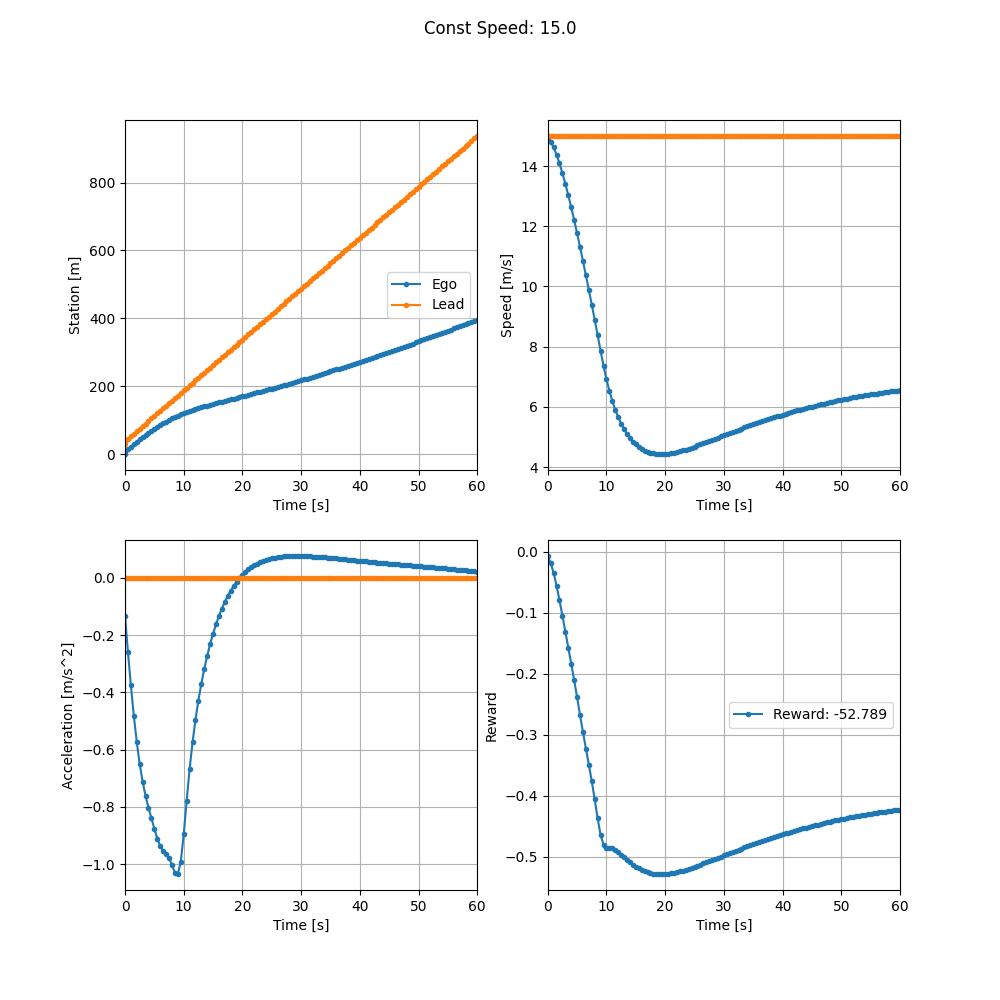 Const Speed: 15.0
Station [m]
800
600
400
200
0
Ego
Lead
0 10 20 30 40 50 60
Time [s]
Speed [m/s]
14
12
10
8
6
4
0 10 20 30 40 50 60
Time [s]
Acceleration [m/s^2]
0.0
−0.2
−0.4
−0.6
−0.8
−1.0
0 10 20 30 40 50 60
Time [s]
Reward
0.0
−0.1
−0.2
−0.3
−0.4
−0.5
Reward: -52.789
0 10 20 30 40 50 60
Time [s]